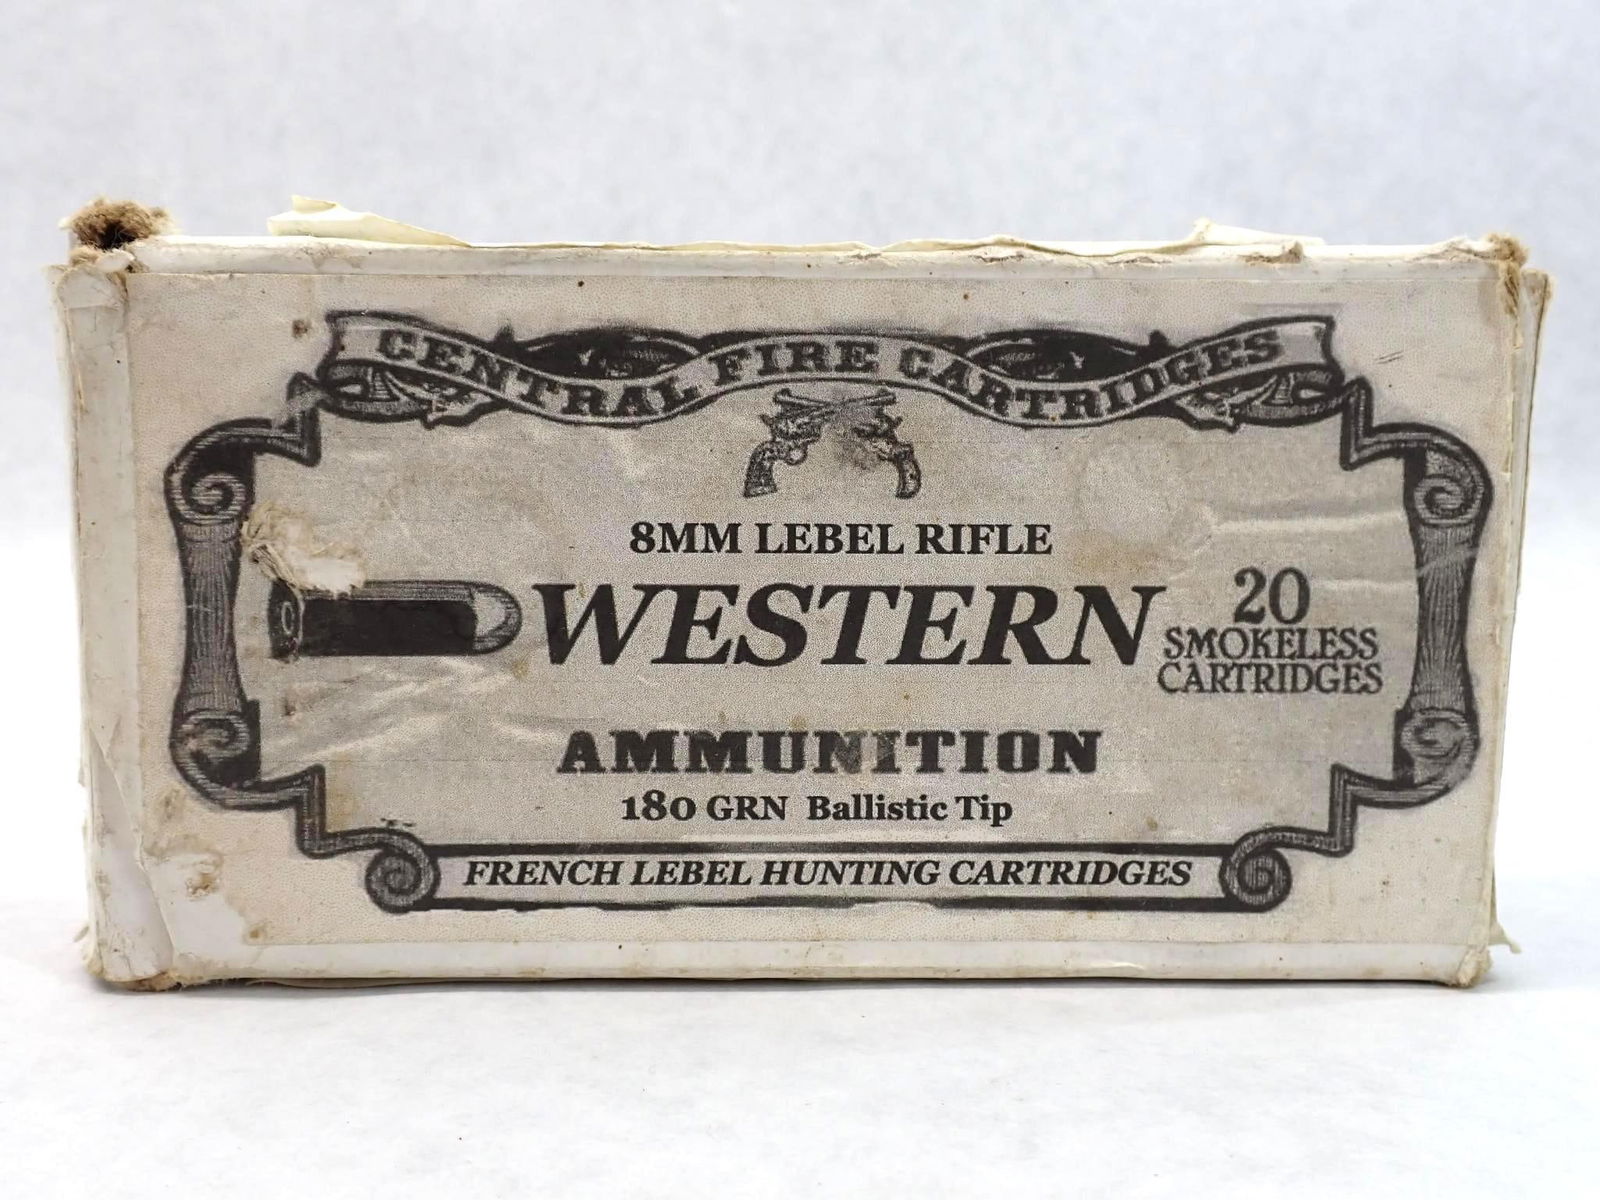 CENTRAL FIRE CARTRIDGES
8MM LEBEL RIFLE
WESTERN
20
SMOKELESS
CARTRIDGES
AMMUNITION
180 GRN Ballistic Tip
FRENCH LEBEL HUNTING CARTRIDGES